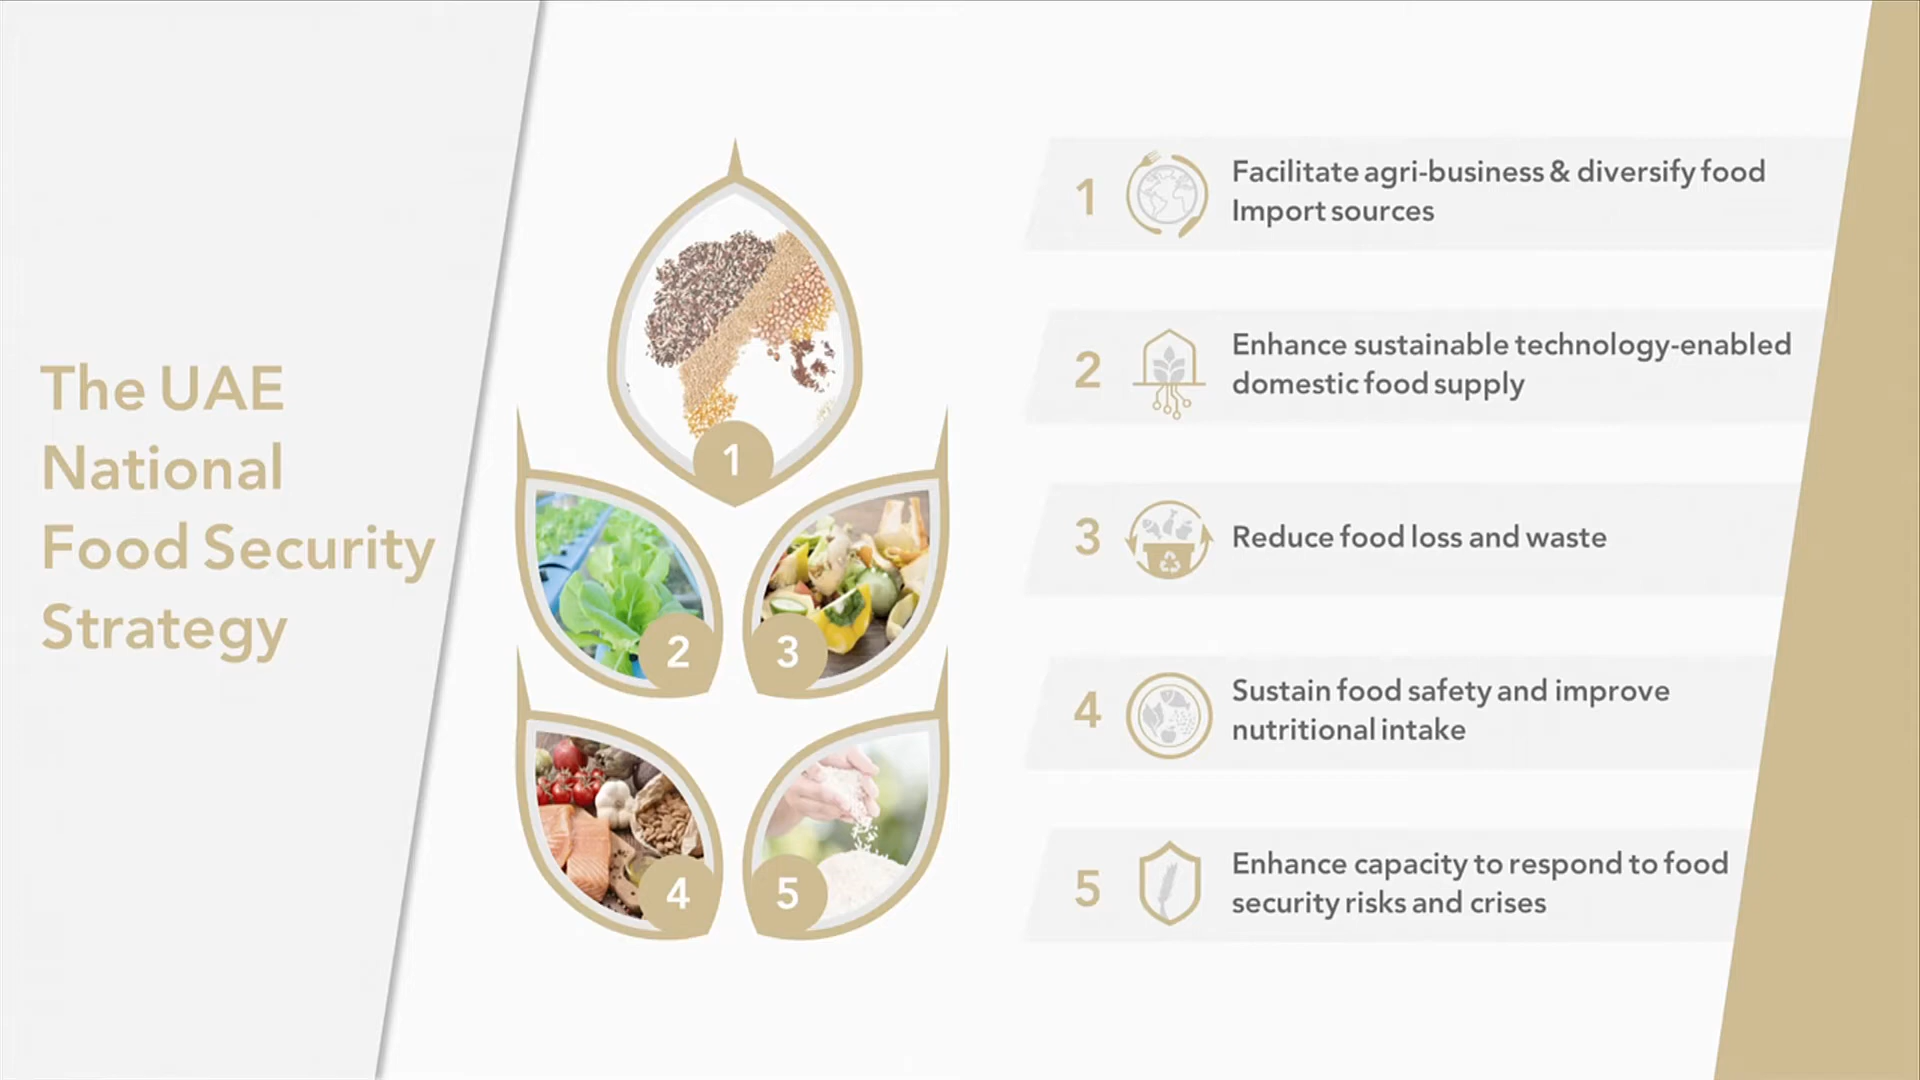 The UAE
National
Food Security
Strategy
1
2
3
4
5
1
Facilitate agri-business & diversify food
Import sources
2
Enhance sustainable technology-enabled
domestic food supply
3
Reduce food loss and waste
4
Sustain food safety and improve
nutritional intake
5
Enhance capacity to respond to food
security risks and crises